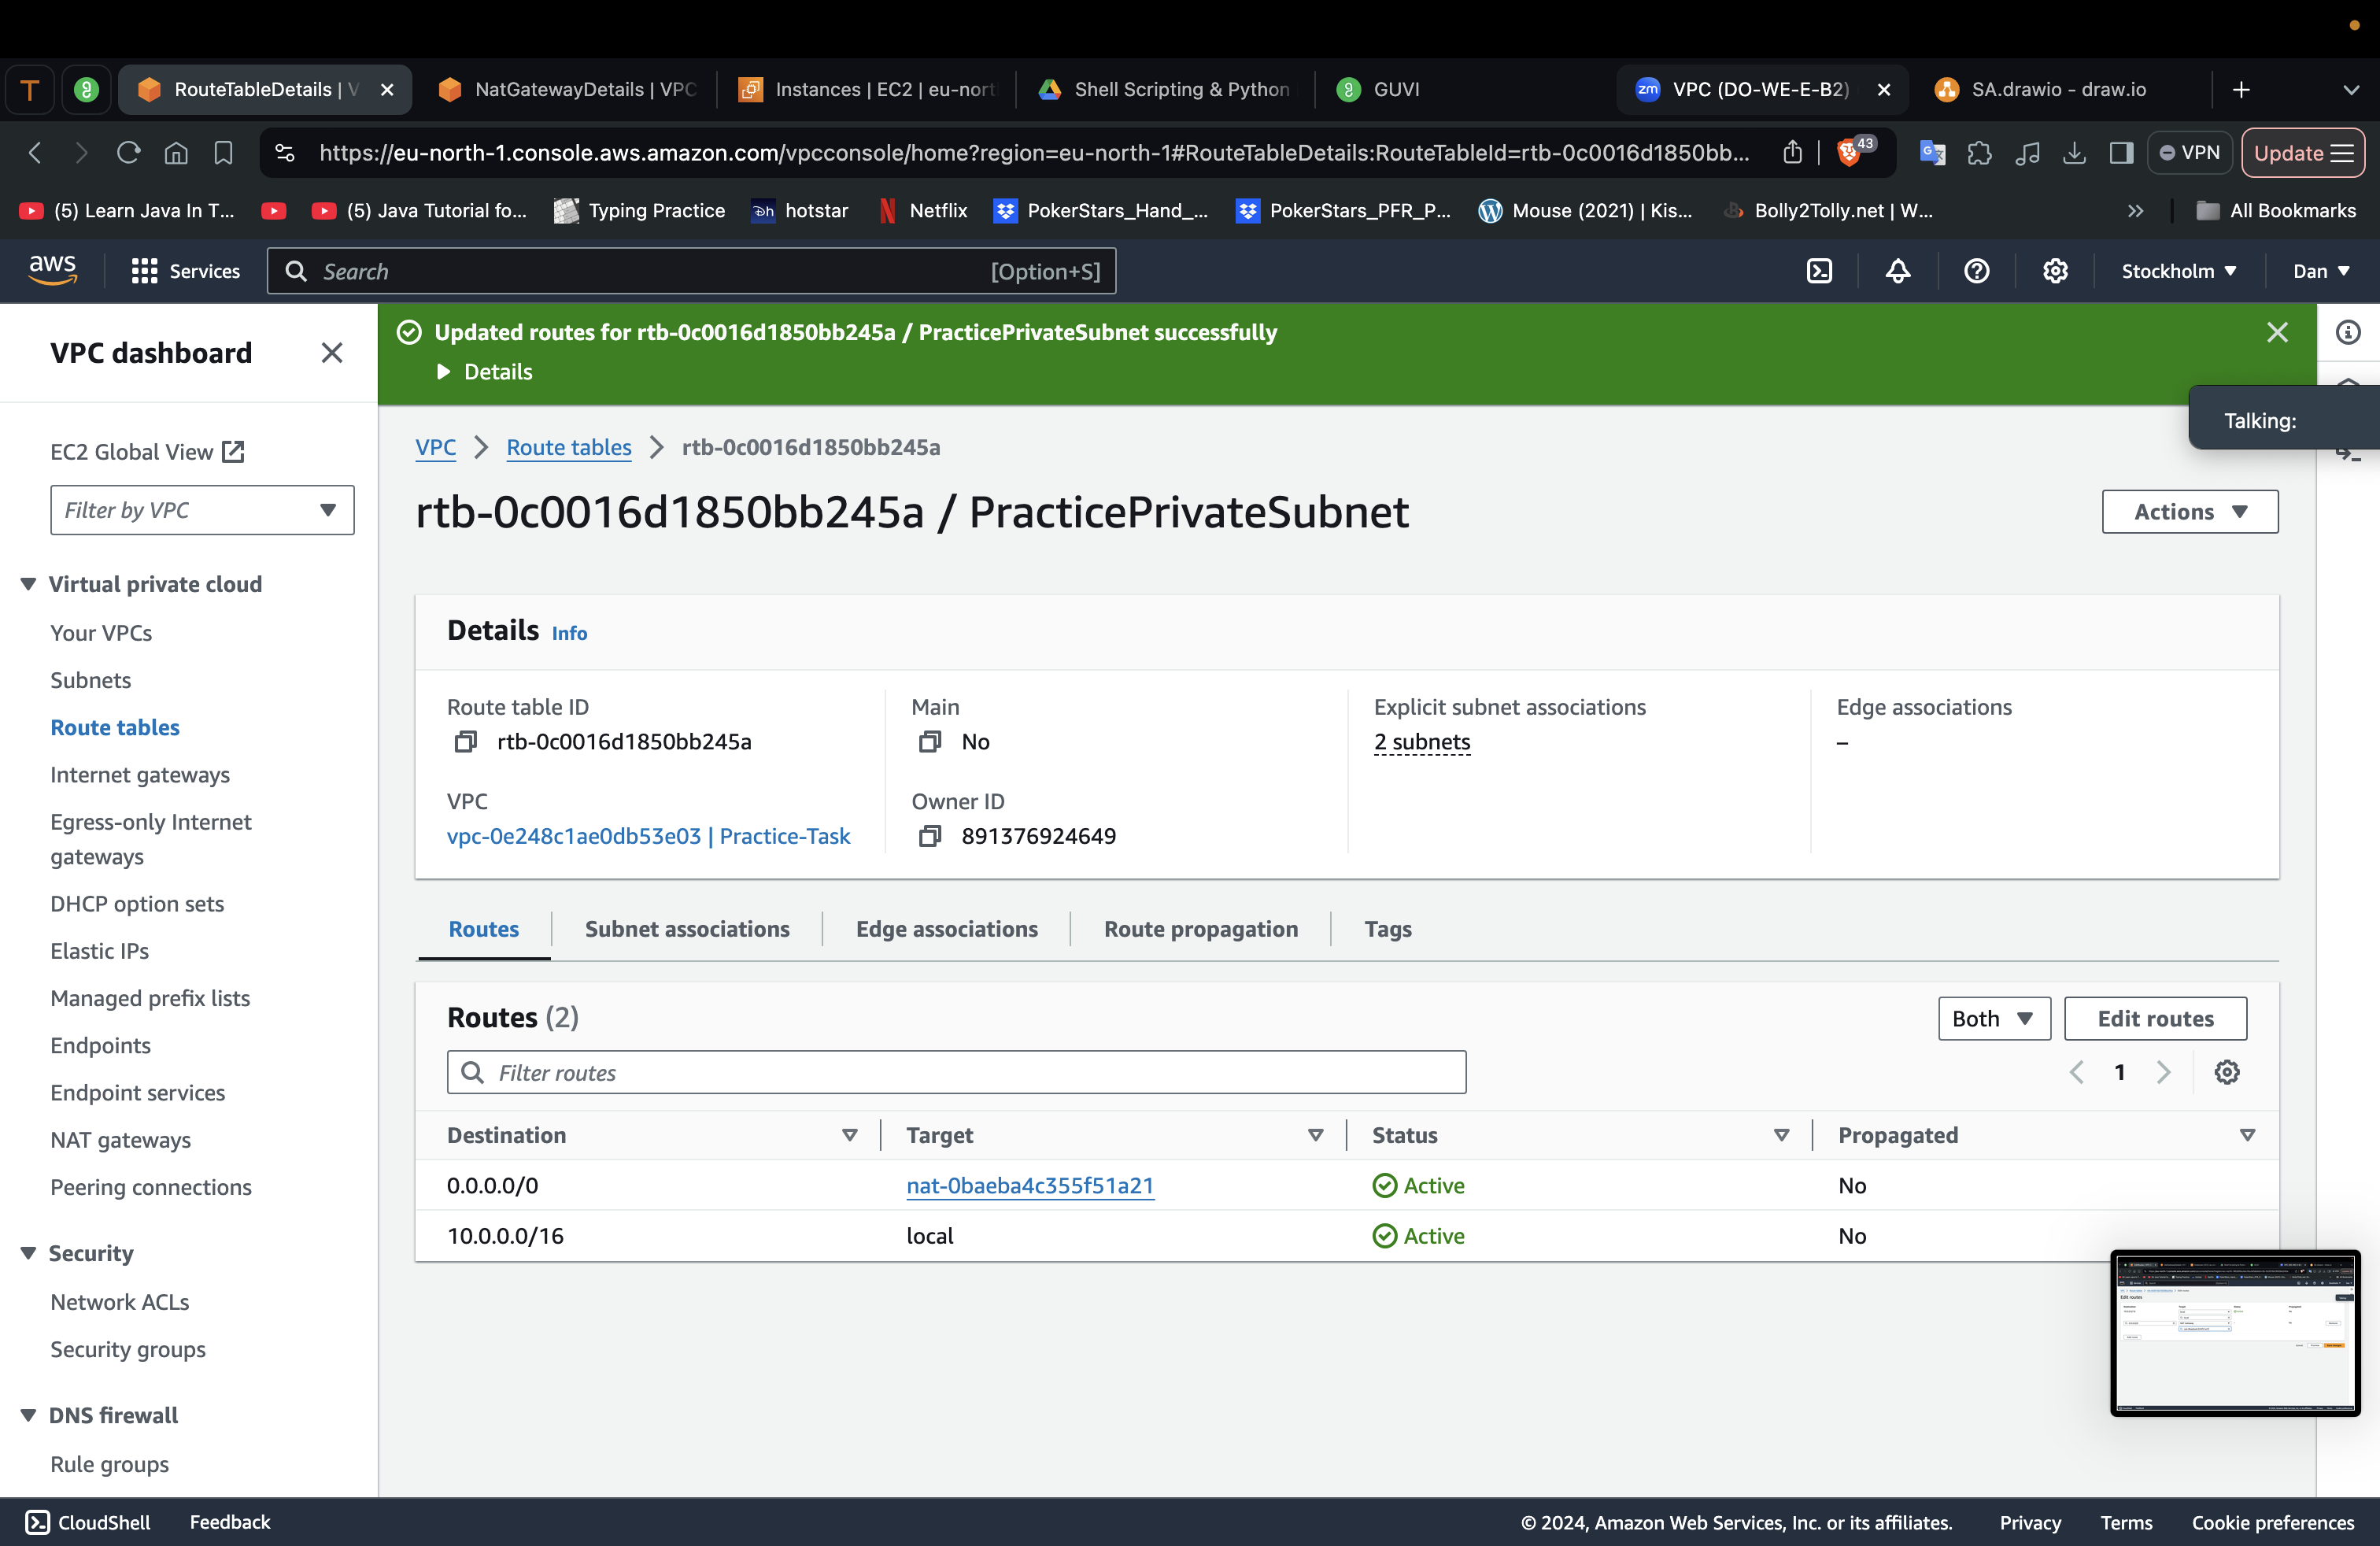 RouteTableDetails | V
NatGatewayDetails | VPC
Instances | EC2 | eu-nort
Shell Scripting & Python
GUVI
VPC (DO-WE-E-B2)
SA.drawio - draw.io
https://eu-north-1.console.aws.amazon.com/vpcconsole/home?region=eu-north-1#RouteTableDetails:RouteTableId=rtb-0c0016d1850bb...
43
VPN
Update
(5) Learn Java In T...
(5) Java Tutorial fo...
Typing Practice
hotstar
Netflix
PokerStars_Hand_...
PokerStars_PFR_P...
Mouse (2021) | Kis...
Bolly2Tolly.net | W...
All Bookmarks
aws
Services
Search
[Option+S]
Stockholm
Dan
VPC dashboard
EC2 Global View
Filter by VPC
Virtual private cloud
Your VPCs
Subnets
Route tables
Internet gateways
Egress-only Internet
gateways
DHCP option sets
Elastic IPs
Managed prefix lists
Endpoints
Endpoint services
NAT gateways
Peering connections
Security
Network ACLs
Security groups
DNS firewall
Rule groups
Updated routes for rtb-0c0016d1850bb245a / PracticePrivateSubnet successfully
Details
Talking:
VPC > Route tables > rtb-0c0016d1850bb245a
rtb-0c0016d1850bb245a / PracticePrivateSubnet
Actions
Details Info
Route table ID
rtb-0c0016d1850bb245a
Main
No
Explicit subnet associations
2 subnets
Edge associations
–
VPC
vpc-0e248c1ae0db53e03 | Practice-Task
Owner ID
891376924649
Routes
Subnet associations
Edge associations
Route propagation
Tags
Routes (2)
Both
Edit routes
Filter routes
1
Destination Target Status Propagated
0.0.0.0/0 nat-0baeba4c355f51a21 Active No
10.0.0.0/16 local Active No
CloudShell
Feedback
© 2024, Amazon Web Services, Inc. or its affiliates.
Privacy
Terms
Cookie preferences